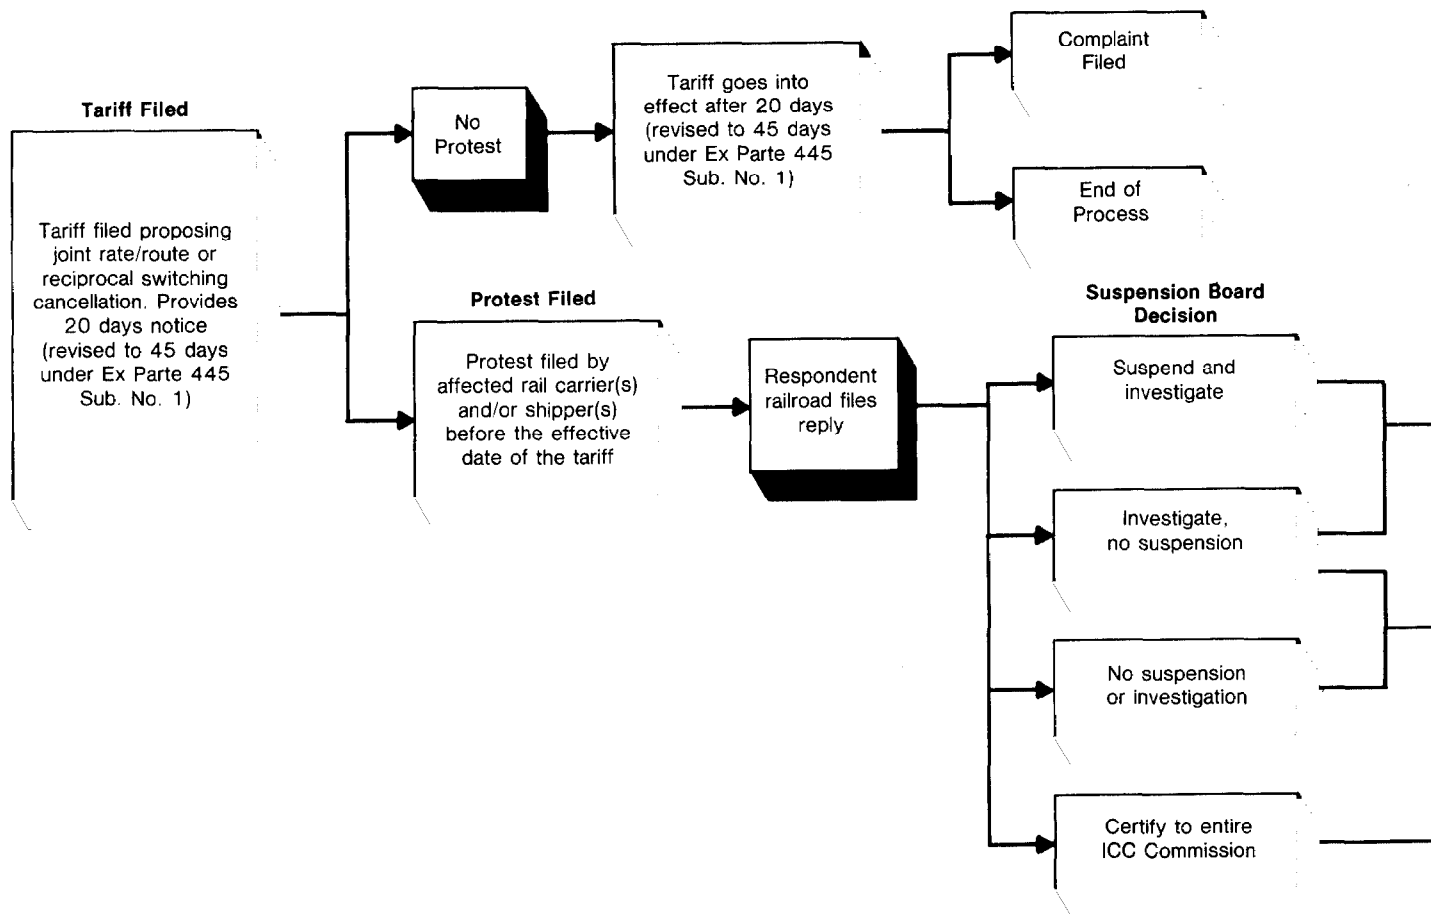 Tariff Filed
Tariff filed proposing
joint rate/route or
reciprocal switching
cancellation. Provides
20 days notice
(revised to 45 days
under Ex Parte 445
Sub. No. 1)
No
Protest
Tariff goes into
effect after 20 days
(revised to 45 days
under Ex Parte 445
Sub. No. 1)
Complaint
Filed
End of
Process
Protest Filed
Protest filed by
affected rail carrier(s)
and/or shipper(s)
before the effective
date of the tariff
Respondent
railroad files
reply
Suspension Board
Decision
Suspend and
investigate
Investigate,
no suspension
No suspension
or investigation
Certify to entire
ICC Commission